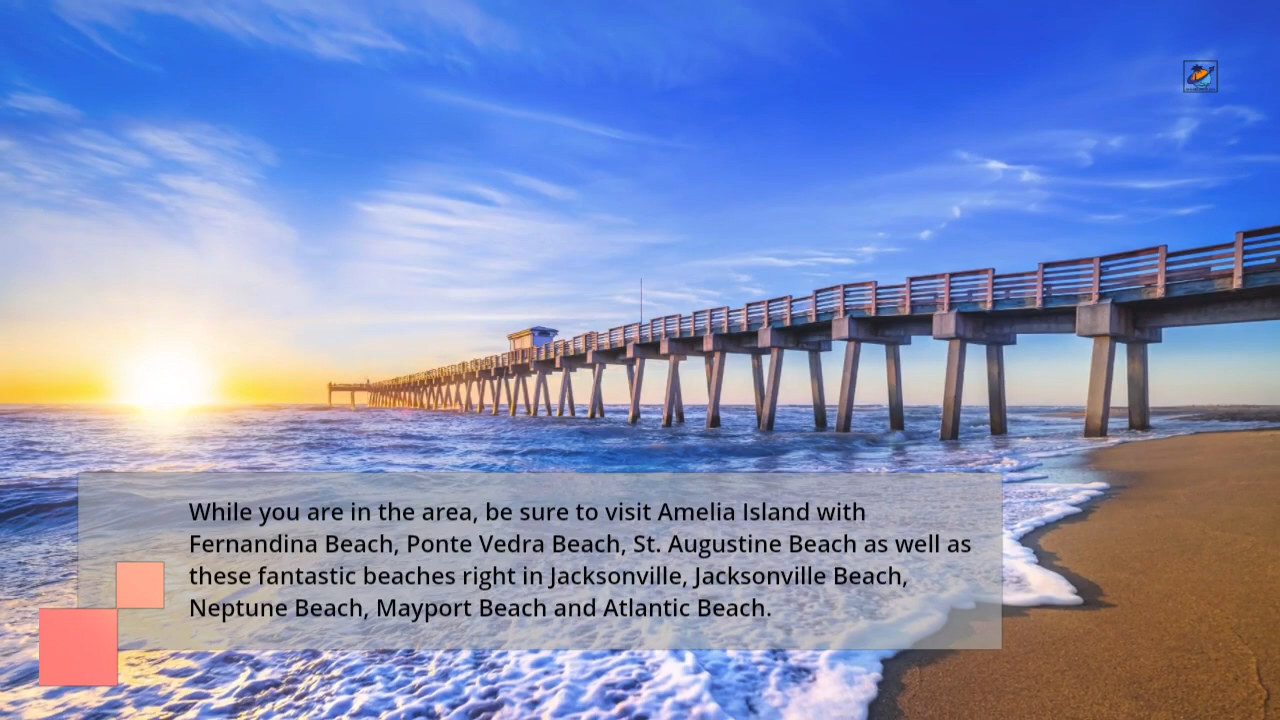 While you are in the area, be sure to visit Amelia Island with
Fernandina Beach, Ponte Vedra Beach, St. Augustine Beach as well as
these fantastic beaches right in Jacksonville, Jacksonville Beach,
Neptune Beach, Mayport Beach and Atlantic Beach.